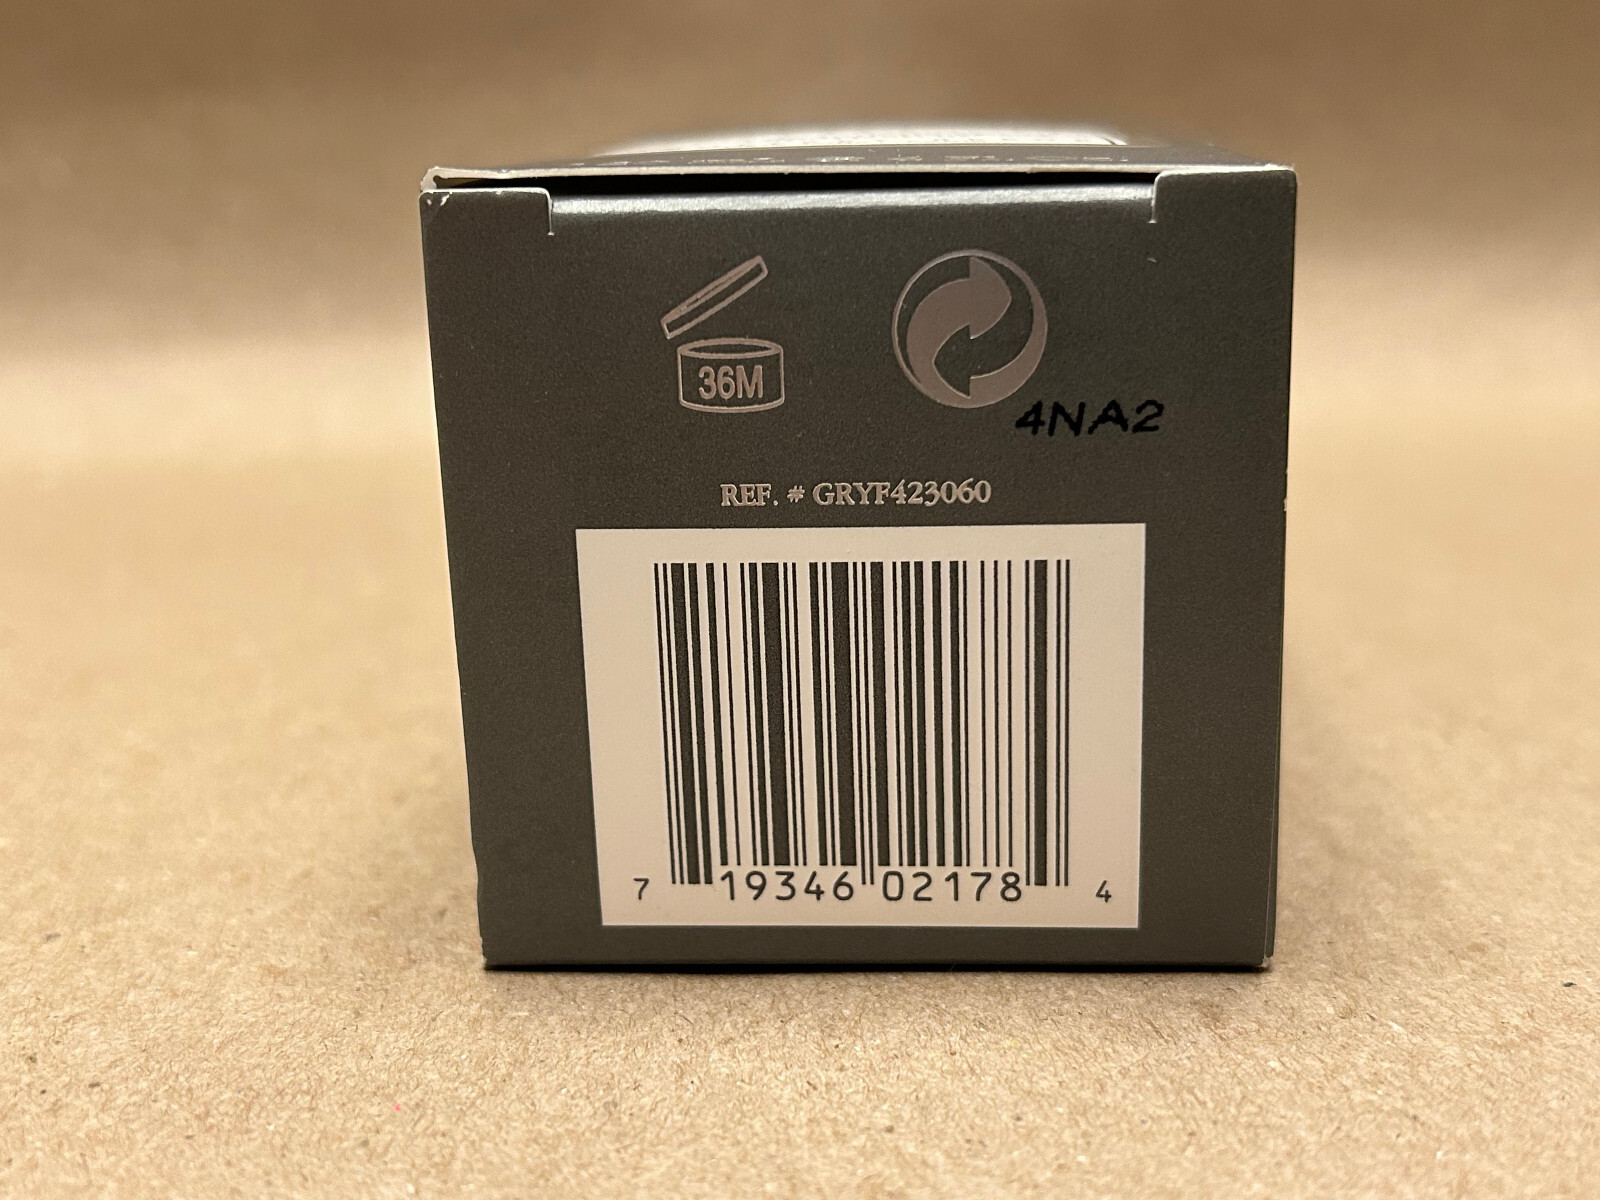 36M
4NA2
REF. # GRYF423060
7 19346 02178 4